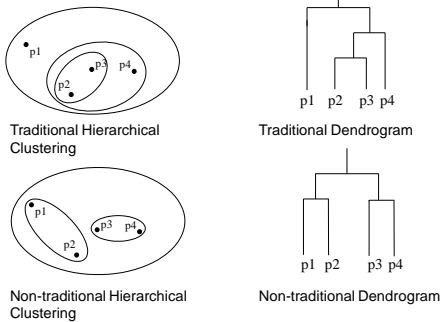 p1
p3
p4
p2
Traditional Hierarchical
Clustering
p1 p2 p3 p4
Traditional Dendrogram
p1
p3 p4
p2
Non-traditional Hierarchical
Clustering
p1 p2 p3 p4
Non-traditional Dendrogram